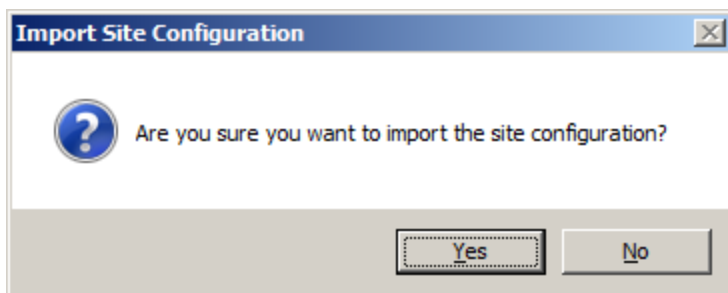 Import Site Configuration
Are you sure you want to import the site configuration?
Yes
No